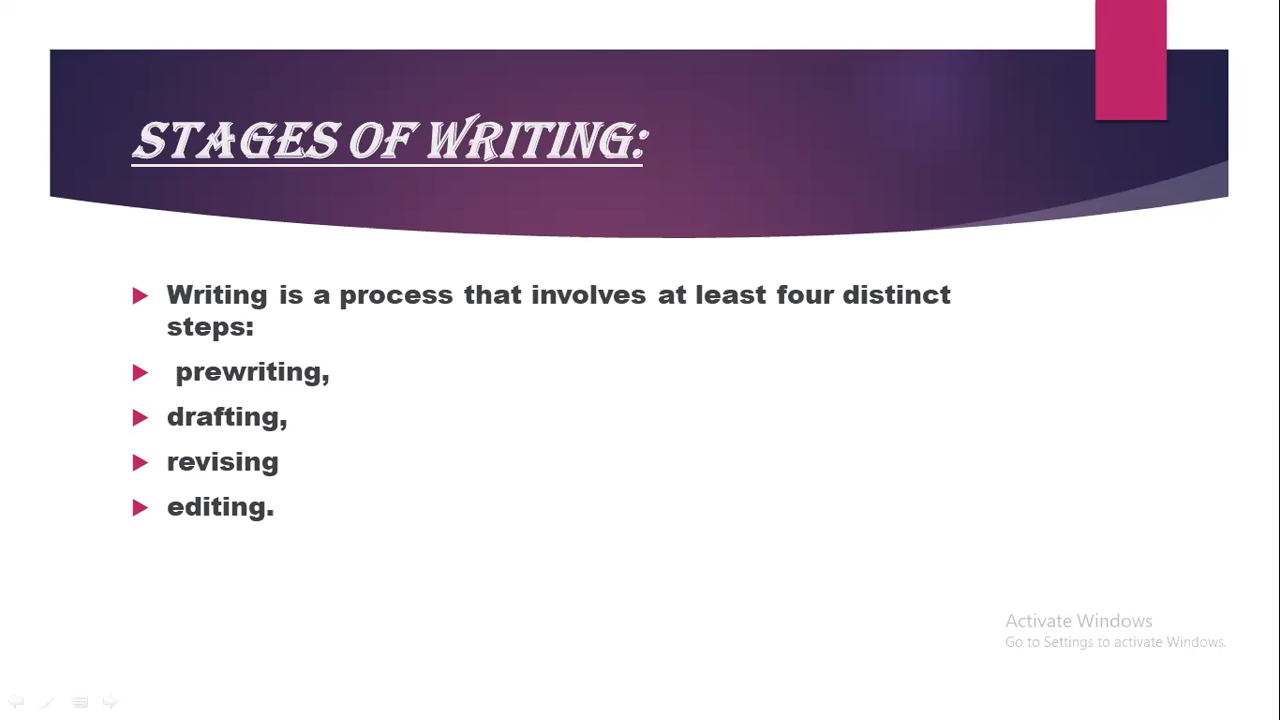 STAGES OF WRITING:
Writing is a process that involves at least four distinct
steps:
prewriting,
drafting,
revising
editing.
Activate Windows
Go to Settings to activate Windows.